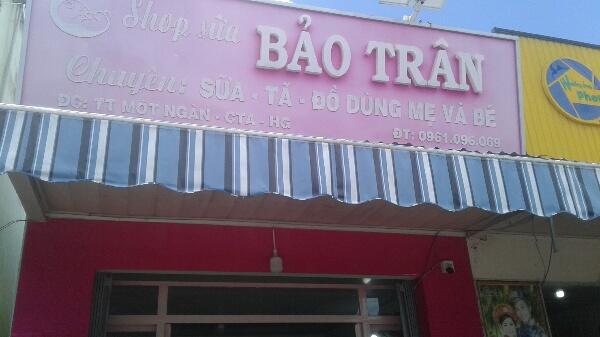 Shop sữa
BẢO TRÂN
Chuyên: SỮA - TÃ - ĐỒ DÙNG MẸ VÀ BÉ
ĐC: TT MỘT NGÀN - CTA - HG
ĐT: 0961.096.069